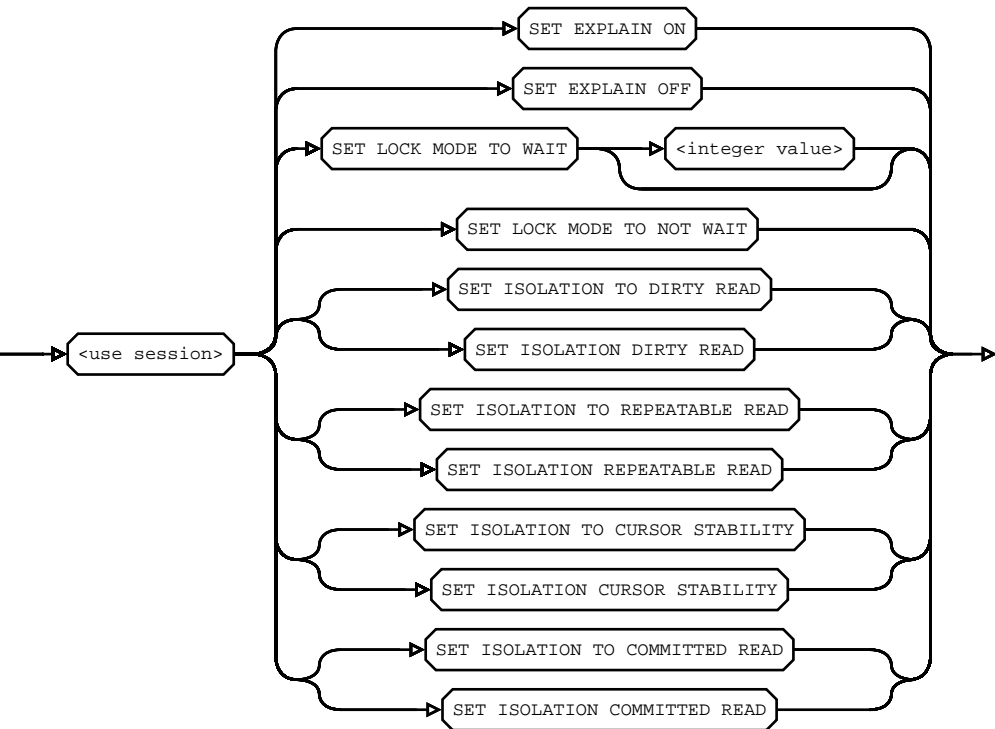 SET EXPLAIN ON
SET EXPLAIN OFF
SET LOCK MODE TO WAIT <integer value>
SET LOCK MODE TO NOT WAIT
SET ISOLATION TO DIRTY READ
<use session>
SET ISOLATION DIRTY READ
SET ISOLATION TO REPEATABLE READ
SET ISOLATION REPEATABLE READ
SET ISOLATION TO CURSOR STABILITY
SET ISOLATION CURSOR STABILITY
SET ISOLATION TO COMMITTED READ
SET ISOLATION COMMITTED READ